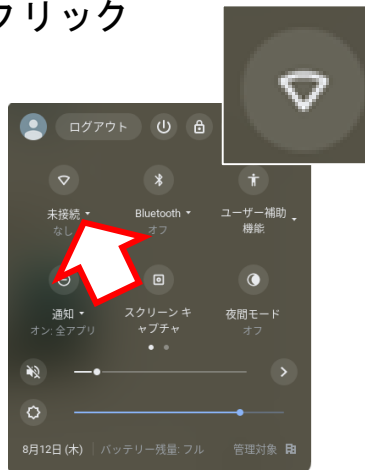 クリック
ログアウト
未接続
なし
Bluetooth
オフ
ユーザー補助
機能
通知
オン: 全アプリ
スクリーン キ
ャプチャ
夜間モード
オフ
8月12日 (木)
バッテリー残量: フル
管理対象